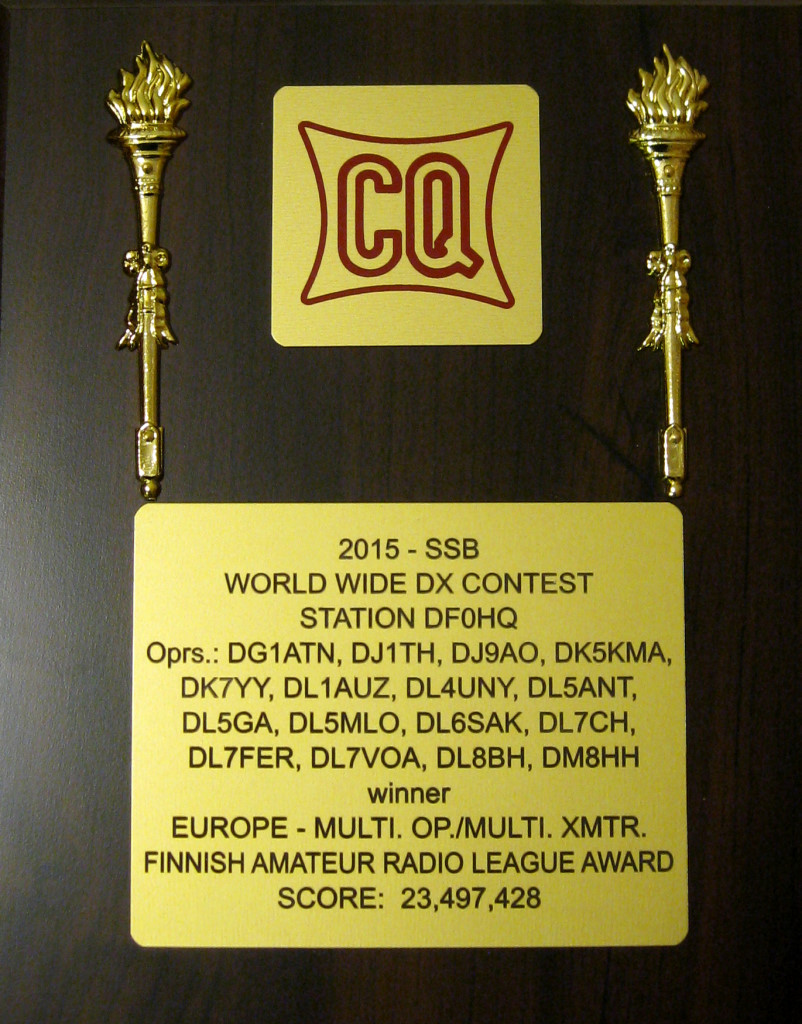 CQ
2015 - SSB
WORLD WIDE DX CONTEST
STATION DF0HQ
Oprs.: DG1ATN, DJ1TH, DJ9AO, DK5KMA,
DK7YY, DL1AUZ, DL4UNY, DL5ANT,
DL5GA, DL5MLO, DL6SAK, DL7CH,
DL7FER, DL7VOA, DL8BH, DM8HH
winner
EUROPE - MULTI. OP./MULTI. XMTR.
FINNISH AMATEUR RADIO LEAGUE AWARD
SCORE: 23,497,428